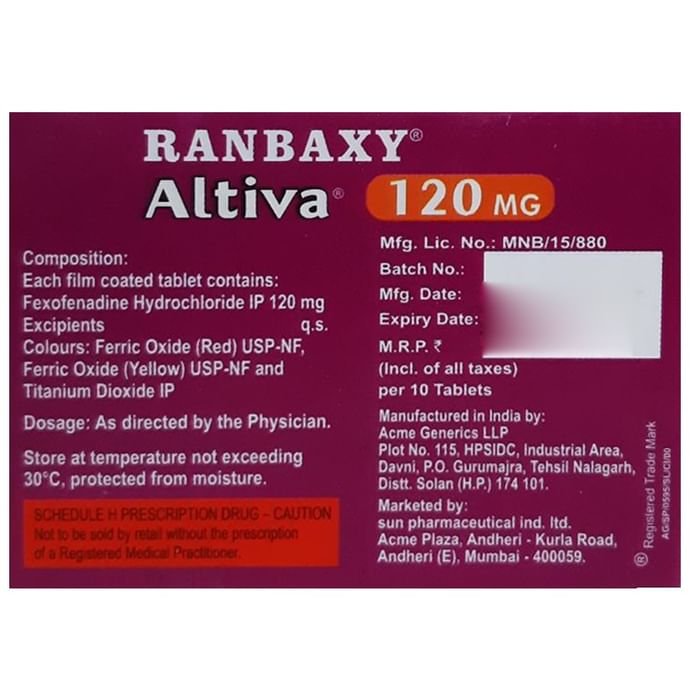 RANBAXY®
Altiva® 120 MG
Composition:
Each film coated tablet contains:
Fexofenadine Hydrochloride IP 120 mg
Excipients q.s.
Colours: Ferric Oxide (Red) USP-NF,
Ferric Oxide (Yellow) USP-NF and
Titanium Dioxide IP
Dosage: As directed by the Physician.
Store at temperature not exceeding
30°C, protected from moisture.
SCHEDULE H PRESCRIPTION DRUG – CAUTION
Not to be sold by retail without the prescription
of a Registered Medical Practitioner.
Mfg. Lic. No.: MNB/15/880
Batch No.:
Mfg. Date:
Expiry Date:
M.R.P. ₹
(Incl. of all taxes)
per 10 Tablets
Manufactured in India by:
Acme Generics LLP
Plot No. 115, HPSIDC, Industrial Area,
Davni, P.O. Gurumajra, Tehsil Nalagarh,
Distt. Solan (H.P.) 174 101.
Marketed by:
sun pharmaceutical ind. ltd.
Acme Plaza, Andheri - Kurla Road,
Andheri (E), Mumbai - 400059.
® Registered Trade Mark